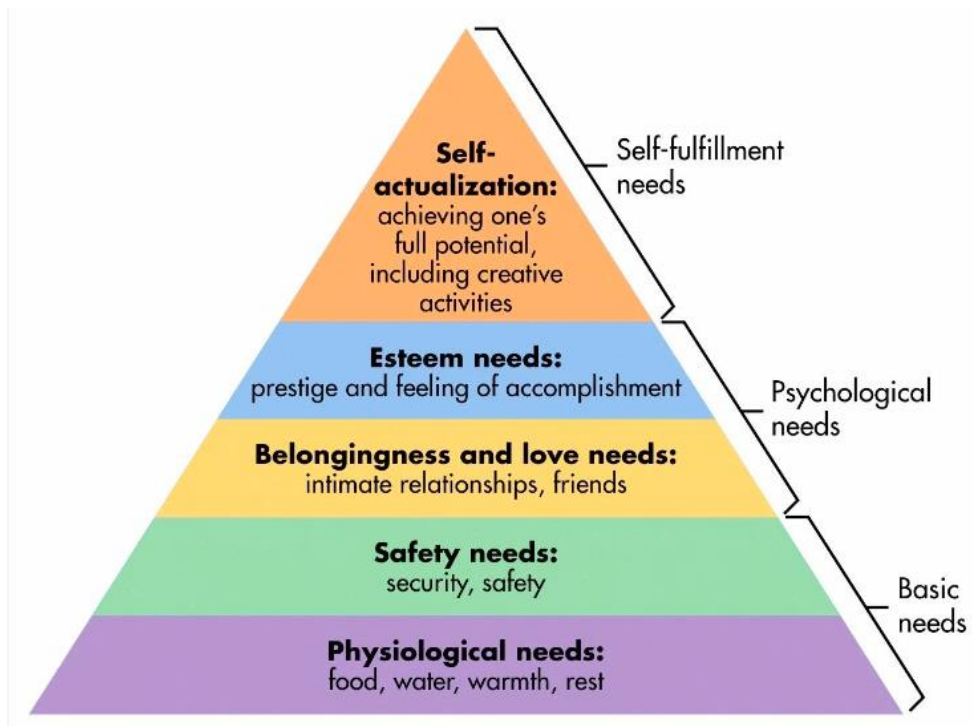 Self-
actualization:
achieving one's
full potential,
including creative
activities
Self-fulfillment
needs
Esteem needs:
prestige and feeling of accomplishment
Psychological
needs
Belongingness and love needs:
intimate relationships, friends
Safety needs:
security, safety
Basic
needs
Physiological needs:
food, water, warmth, rest